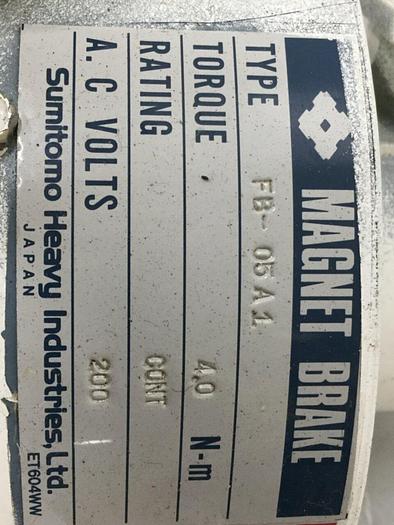 MAGNET BRAKE
TYPE FB-05A1
TORQUE 4.0 N-m
RATING CONT
A.C VOLTS 200
Sumitomo Heavy Industries, Ltd.
JAPAN
ET604WW